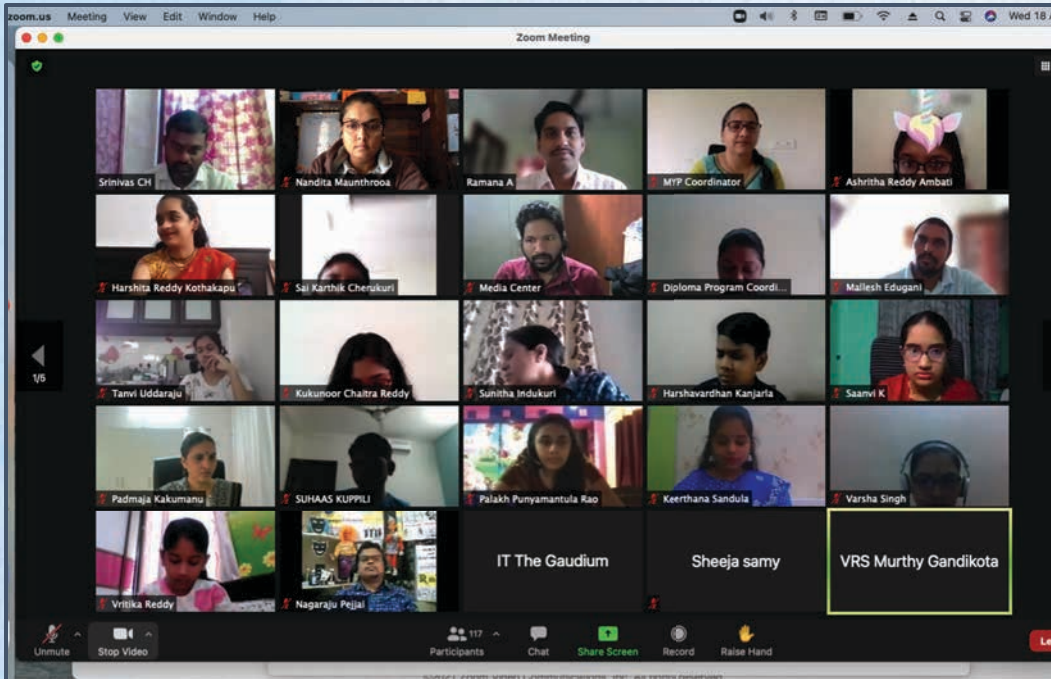 zoom.us Meeting View Edit Window Help Wed 18
Zoom Meeting
Srinivas CH
Nandita Maunthrooa
Ramana A
MYP Coordinator
Ashritha Reddy Ambati
Harshita Reddy Kothakapu
Sai Karthik Cherukuri
Media Center
Diploma Program Coordi...
Mallesh Edugani
1/5
Tanvi Uddaraju
Kukunoor Chaitra Reddy
Sunitha Indukuri
Harshavardhan Kanjarla
Saanvi K
Padmaja Kakumanu
SUHAAS KUPPILI
Palakh Punyamantula Rao
Keerthana Sandula
Varsha Singh
Vritika Reddy
Nagaraju Pejjai
IT The Gaudium
Sheeja samy
VRS Murthy Gandikota
Unmute
Stop Video
117
Participants
Chat
Share Screen
Record
Raise Hand
Le